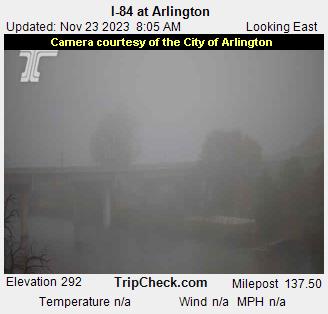 I-84 at Arlington
Updated: Nov 23 2023 8:05 AM Looking East
Camera courtesy of the City of Arlington
Elevation 292 TripCheck.com Milepost 137.50
Temperature n/a Wind n/a MPH n/a